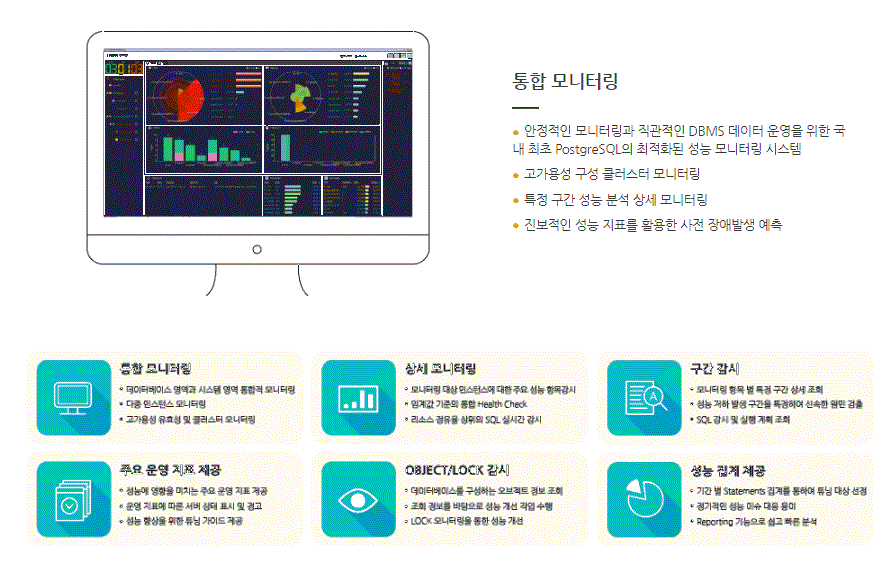 통합 모니터링
• 안정적인 모니터링과 직관적인 DBMS 데이터 운영을 위한 국
내 최초 PostgreSQL의 최적화된 성능 모니터링 시스템
• 고가용성 구성 클러스터 모니터링
• 특정 구간 성능 분석 상세 모니터링
• 진보적인 성능 지표를 활용한 사전 장애발생 예측
통합 모니터링
• 데이터베이스 영역과 시스템 영역 통합적 모니터링
• 다중 인스턴스 모니터링
• 고가용성 유효성 및 클러스터 모니터링
상세 모니터링
• 모니터링 대상 인스턴스에 대한 주요 성능 항목감시
• 임계값 기준의 통합 Health Check
• 리소스 점유율 상위의 SQL 실시간 감시
구간 감시
• 모니터링 항목 별 특정 구간 상세 조회
• 성능 저하 발생 구간을 특정하여 신속한 원인 검출
• SQL 감시 및 실행 계획 조회
주요 운영 지표 제공
• 성능에 영향을 미치는 주요 운영 지표 제공
• 운영 지표에 따른 서버 상태 표시 및 경고
• 성능 향상을 위한 튜닝 가이드 제공
OBJECT/LOCK 감시
• 데이터베이스를 구성하는 오브젝트 정보 조회
• 조회 정보를 바탕으로 성능 개선 작업 수행
• LOCK 모니터링을 통한 성능 개선
성능 집계 제공
• 기간 별 Statements 집계를 통하여 튜닝 대상 선정
• 정기적인 성능 이슈 대응 용이
• Reporting 기능으로 쉽고 빠른 분석